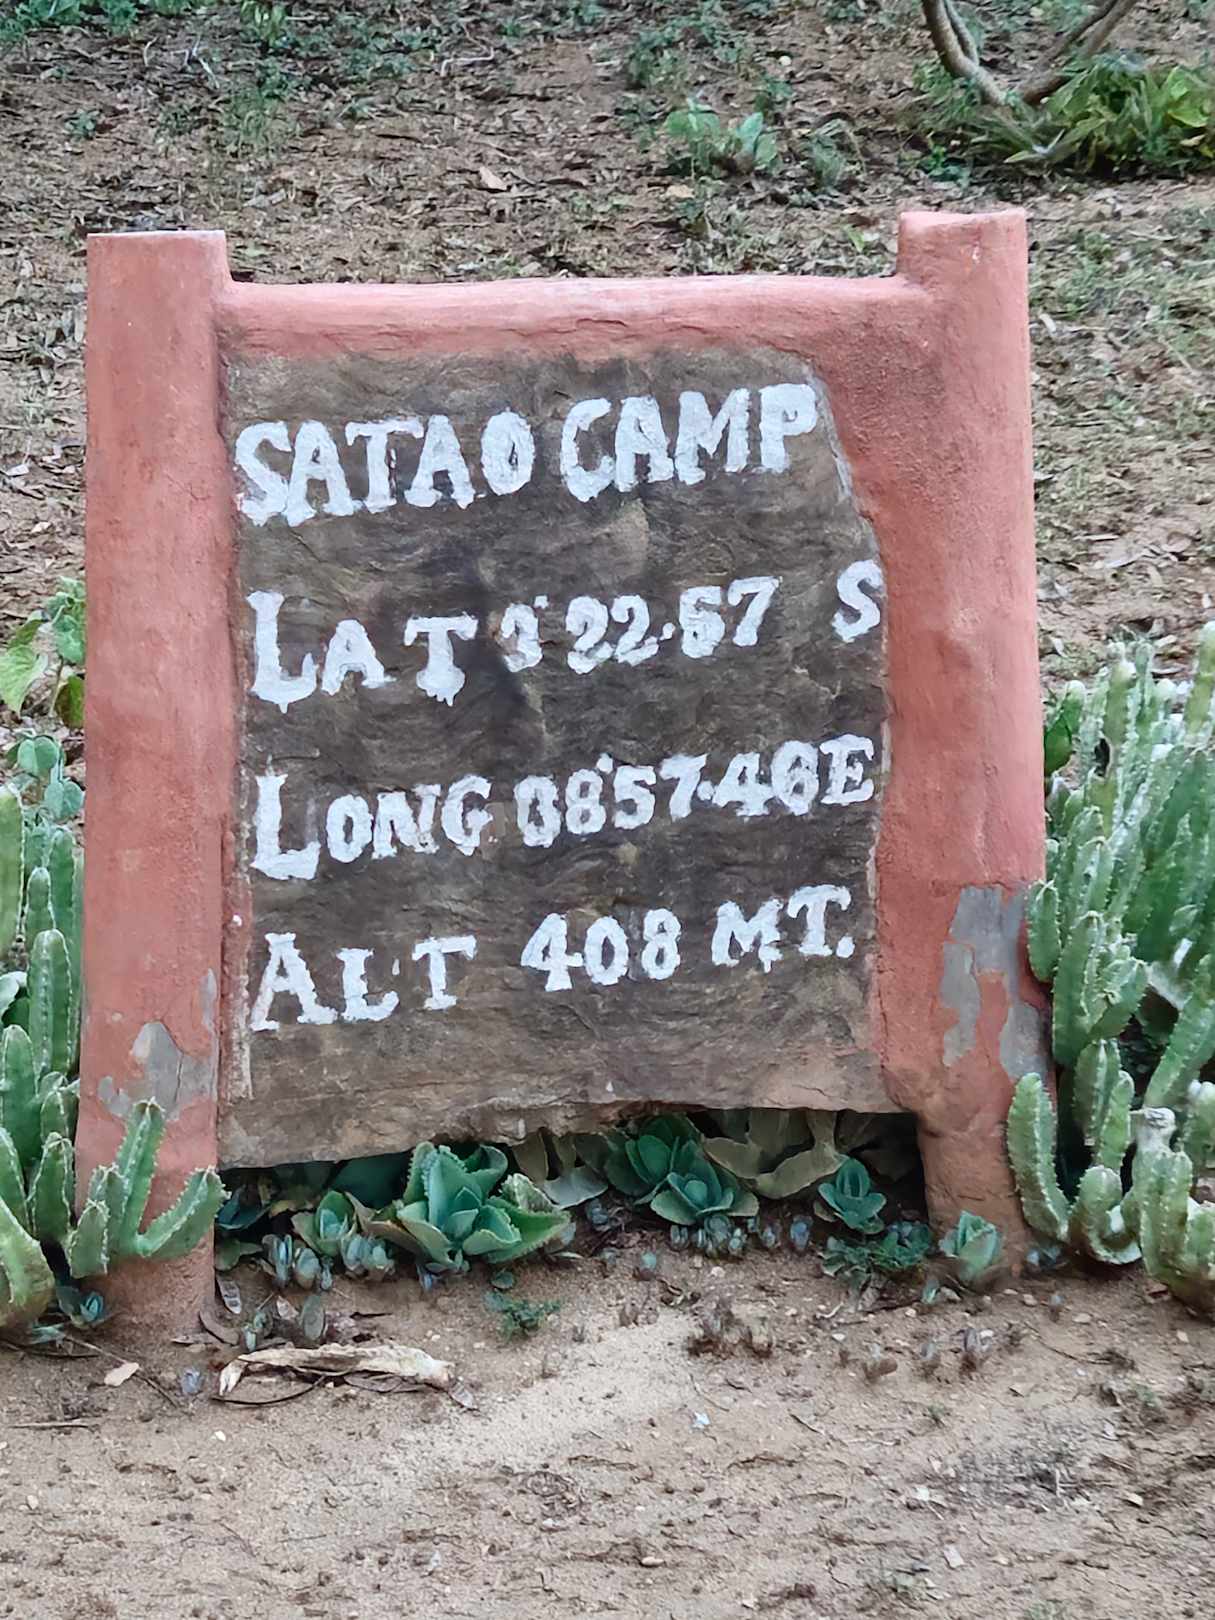 SATAO CAMP
LAT 3° 22.57 S
LONG 38°57.46E
ALT 408 MT.